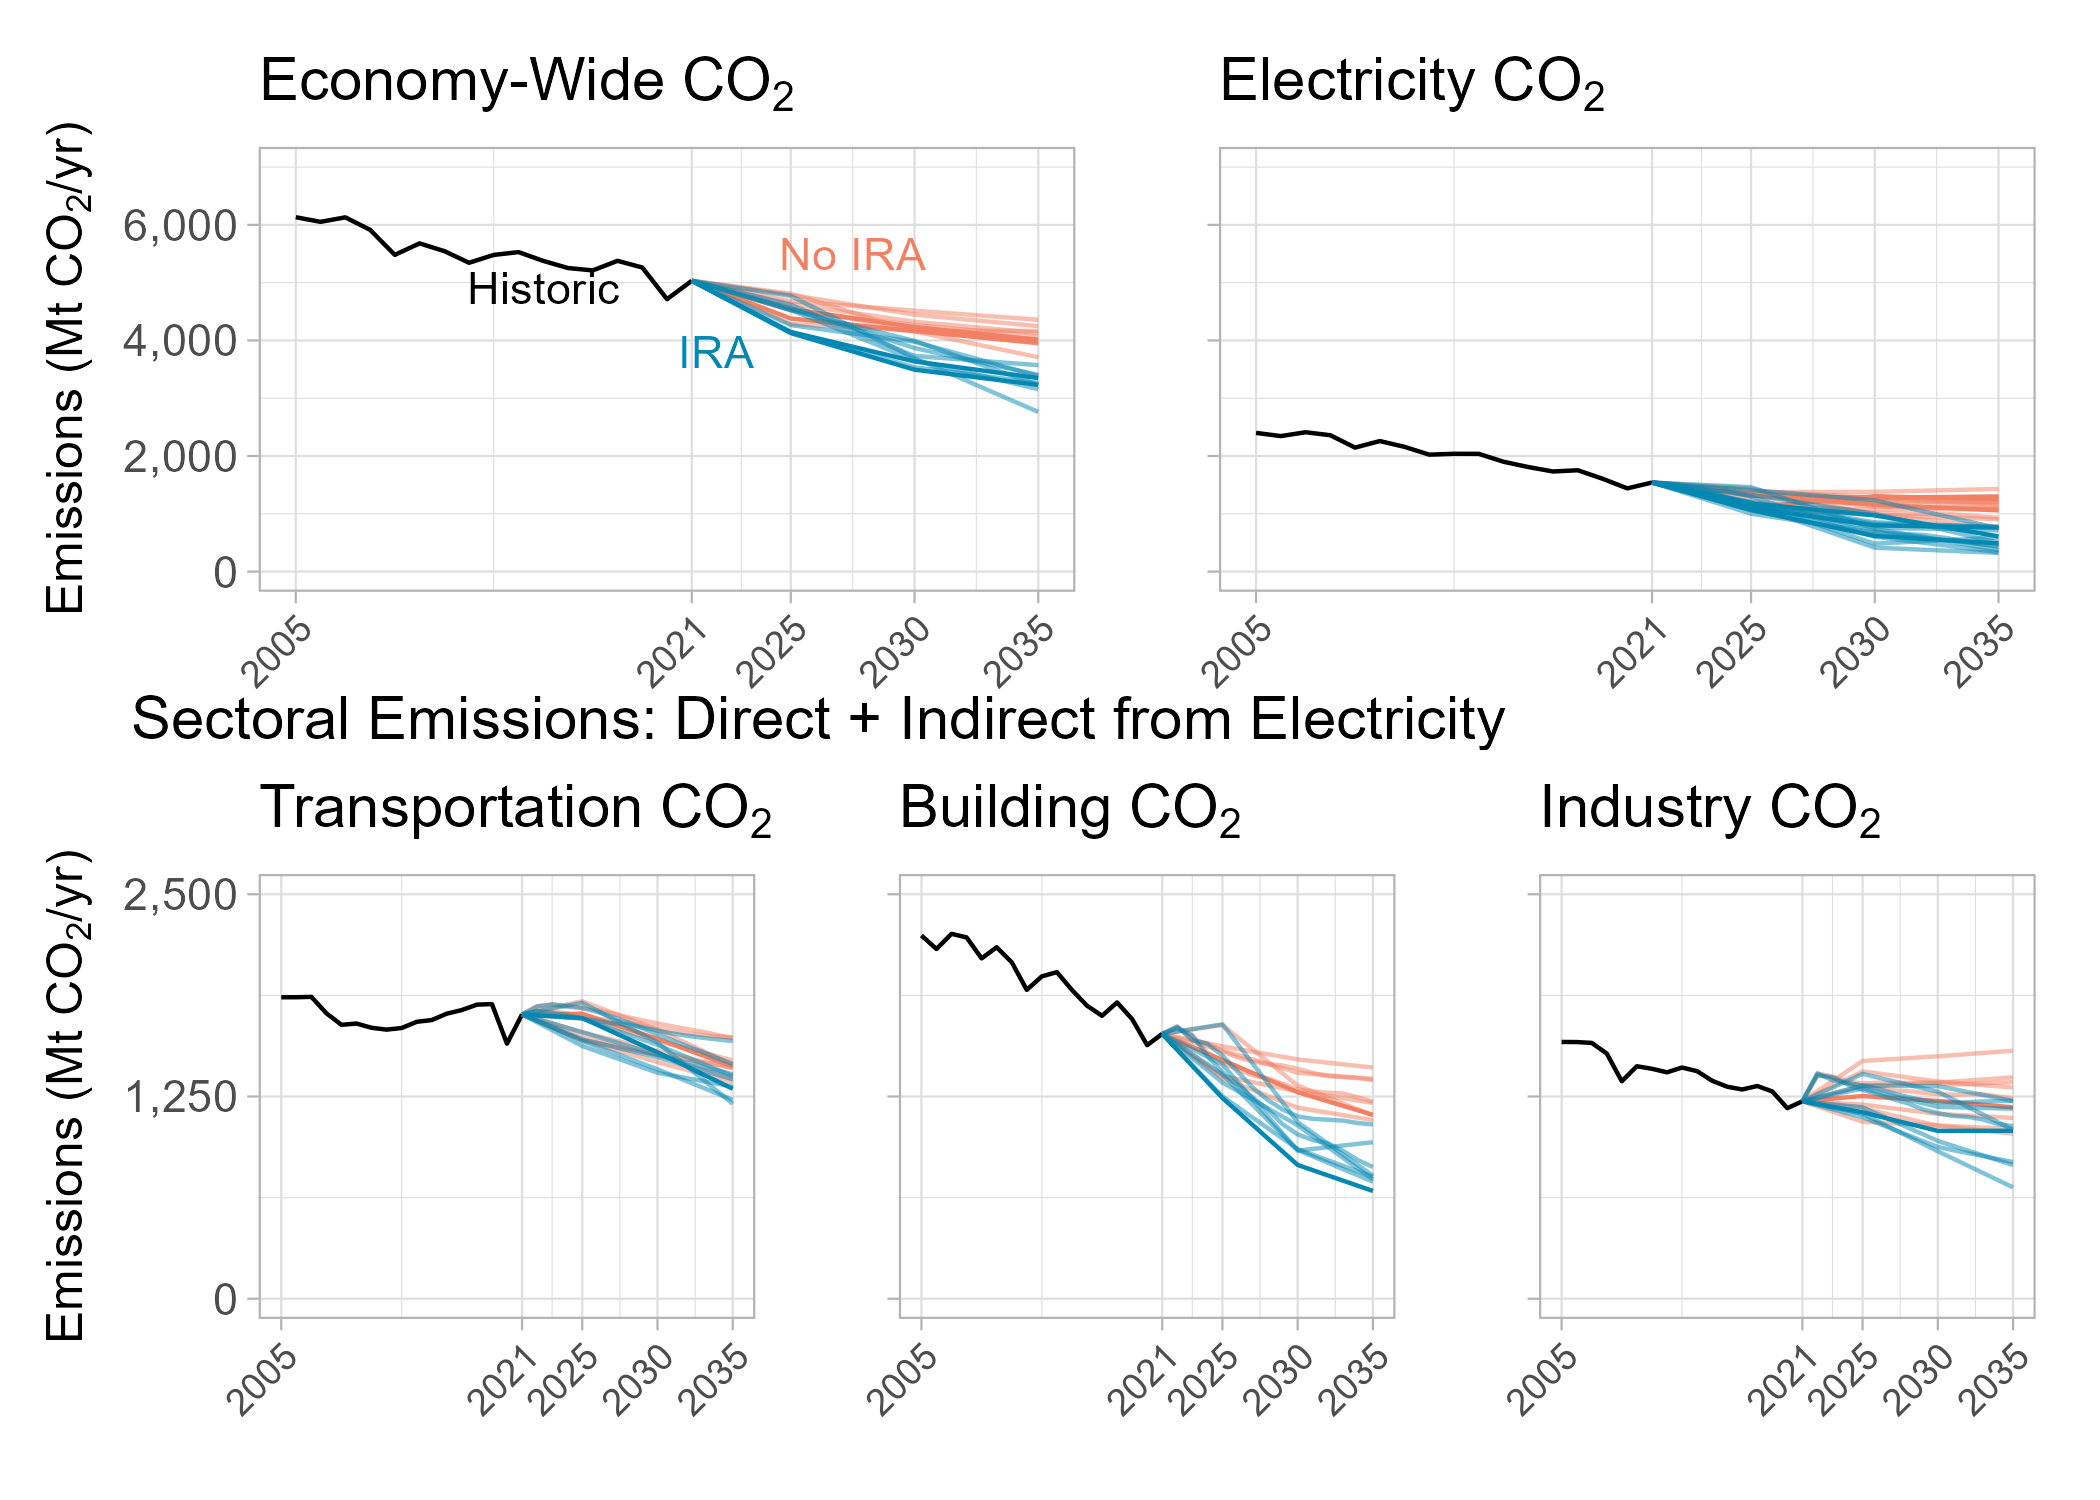 Economy-Wide CO₂
Electricity CO₂
Emissions (Mt CO₂/yr)
6,000
4,000
2,000
0
Historic
No IRA
IRA
2005
2021
2025
2030
2035
2005
2021
2025
2030
2035
Sectoral Emissions: Direct + Indirect from Electricity
Transportation CO₂
Building CO₂
Industry CO₂
Emissions (Mt CO₂/yr)
2,500
1,250
0
2005
2021
2025
2030
2035
2005
2021
2025
2030
2035
2005
2021
2025
2030
2035